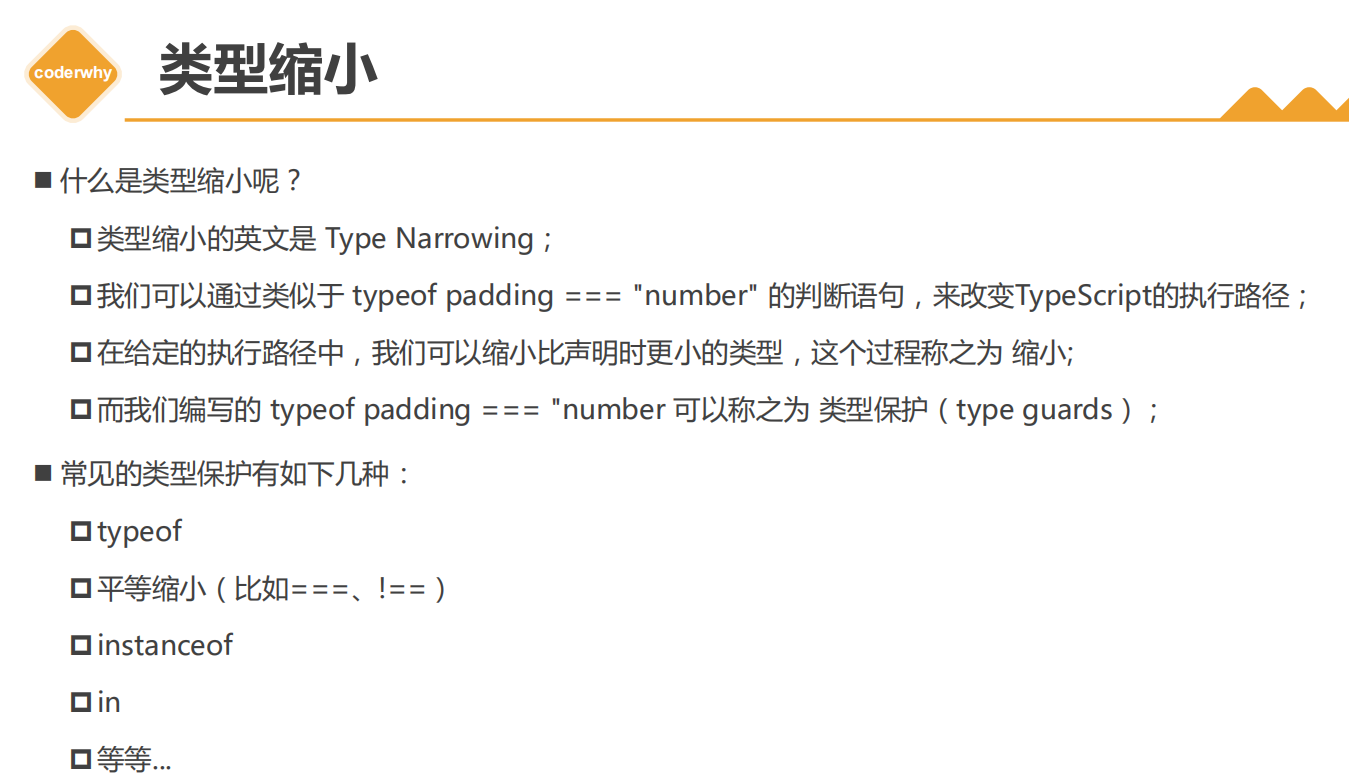 coderwhy
类型缩小
什么是类型缩小呢？
类型缩小的英文是 Type Narrowing；
我们可以通过类似于 typeof padding === "number" 的判断语句，来改变TypeScript的执行路径；
在给定的执行路径中，我们可以缩小比声明时更小的类型，这个过程称之为 缩小;
而我们编写的 typeof padding === "number 可以称之为 类型保护（type guards）；
常见的类型保护有如下几种：
typeof
平等缩小（比如===、!==）
instanceof
in
等等...